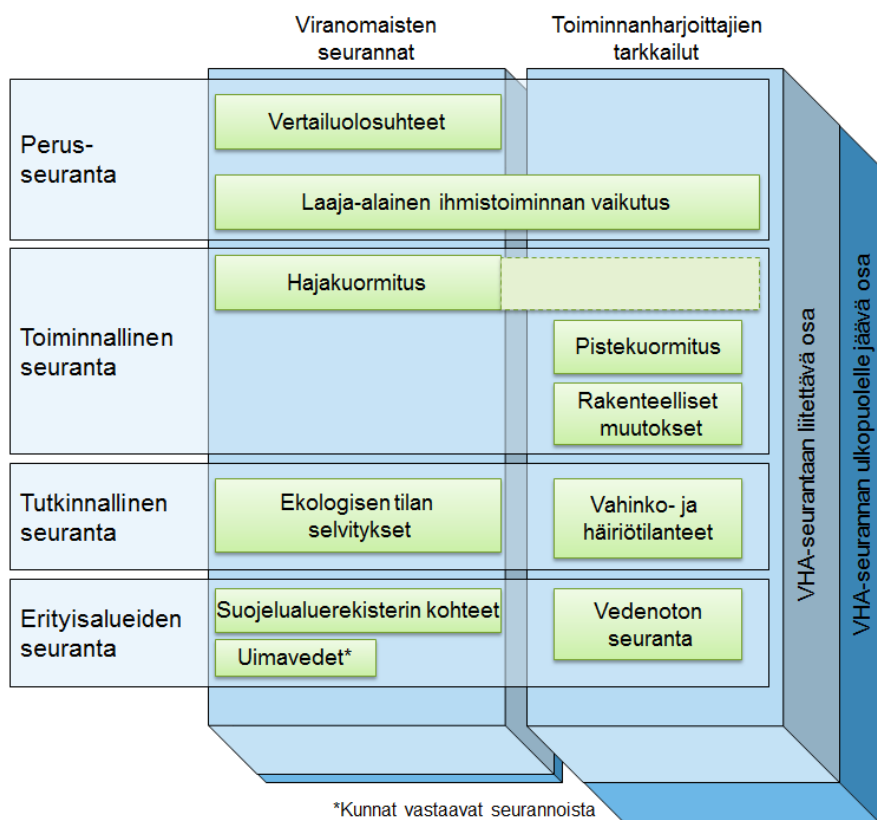 Viranomaisten
seurannat
Toiminnanharjoittajien
tarkkailut
Perus-
seuranta
Vertailuolosuhteet
Laaja-alainen ihmistoiminnan vaikutus
Toiminnallinen
seuranta
Hajakuormitus
Pistekuormitus
Rakenteelliset
muutokset
Tutkinnallinen
seuranta
Ekologisen tilan
selvitykset
Vahinko- ja
häiriötilanteet
Erityisalueiden
seuranta
Suojelualuerekisterin kohteet
Uimavedet*
Vedenoton
seuranta
VHA-seurantaan liitettävä osa
VHA-seurannan ulkopuolelle jäävä osa
*Kunnat vastaavat seurannoista